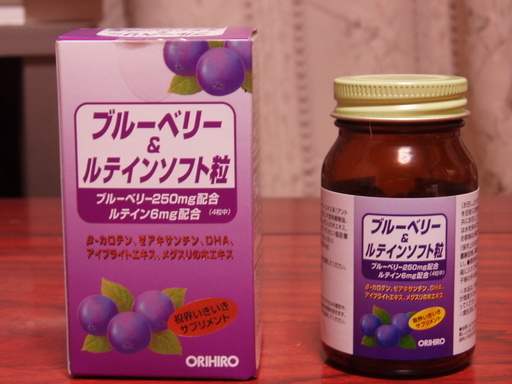 ブルーベリー
&
ルテインソフト粒
ブルーベリー250mg配合
ルテイン6mg配合(4粒中)
β-カロテン、ゼアキサンチン、DHA、
アイブライトエキス、メグスリの木エキス
視界いきいき
サプリメント
ORIHIRO
ブルーベリー
&
ルテインソフト粒
ブルーベリー250mg配合
ルテイン6mg配合(4粒中)
β-カロテン、ゼアキサンチン、DHA、
アイブライトエキス、メグスリの木エキス
視界いきいき
サプリメント
ORIHIRO